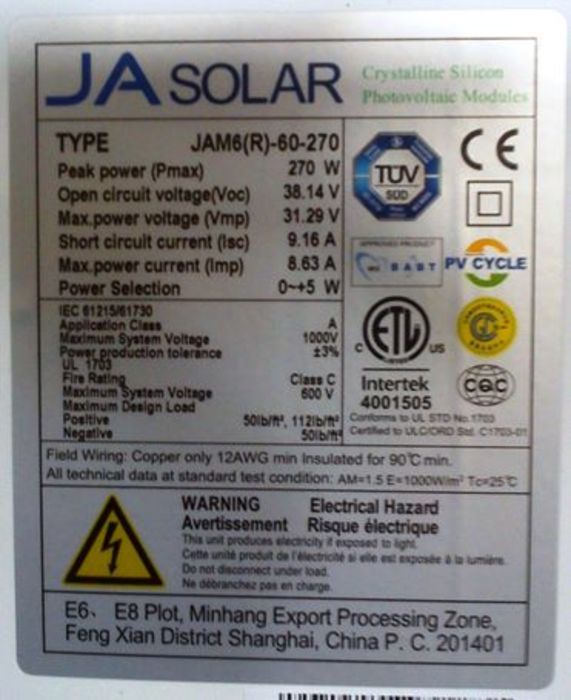 JA SOLAR
Crystalline Silicon
Photovoltaic Modules
TYPE JAM6(R)-60-270
Peak power (Pmax) 270 W
Open circuit voltage(Voc) 38.14 V
Max.power voltage (Vmp) 31.29 V
Short circuit current (Isc) 9.16 A
Max.power current (Imp) 8.63 A
Power Selection 0~+5 W
TÜV
SÜD
CE
APPROVED PRODUCT
BABT
PV CYCLE
IEC 61215/61730
Application Class A
Maximum System Voltage 1000V
Power production tolerance ±3%
UL 1703
Fire Rating Class C
Maximum System Voltage 600 V
Maximum Design Load
Positive 50lb/ft², 112lb/ft²
Negative 50lb/ft²
ETL
C US
Intertek
4001505
CQC
Conforms to UL STD No.1703
Certified to ULC/ORD Std. C1703-01
Field Wiring: Copper only 12AWG min Insulated for 90℃ min.
All technical data at standard test condition: AM=1.5 E=1000W/m² Tc=25℃
WARNING Electrical Hazard
Avertissement Risque électrique
This unit produces electricity if exposed to light.
Cette unité produit de l'électricité si elle est exposée à la lumière.
Do not disconnect under load.
Ne débranchez pas en charge.
E6、 E8 Plot, Minhang Export Processing Zone,
Feng Xian District Shanghai, China P. C. 201401